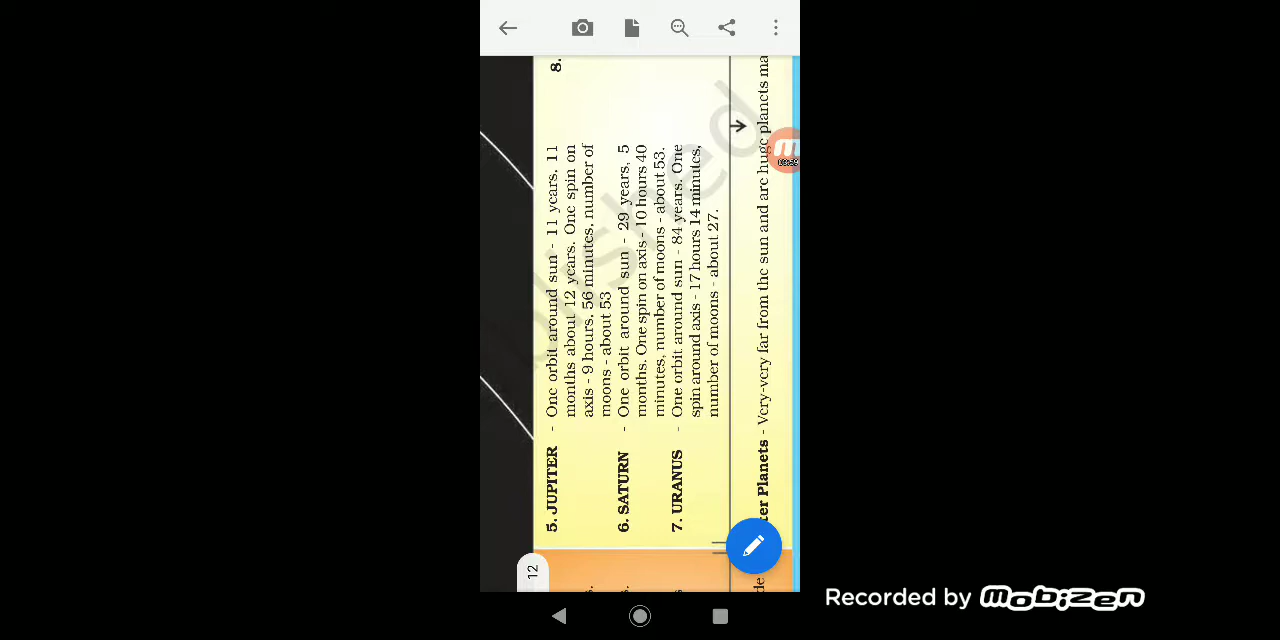 5. JUPITER - One orbit around sun - 11 years, 11
months about 12 years. One spin on
axis - 9 hours, 56 minutes, number of
moons - about 53
6. SATURN - One orbit around sun - 29 years, 5
months. One spin on axis - 10 hours 40
minutes, number of moons - about 53.
7. URANUS - One orbit around sun - 84 years. One
spin around axis - 17 hours 14 minutes,
number of moons - about 27.
8.
ter Planets - Very-very far from the sun and are huge planets ma
blished
12
Recorded by mobizen